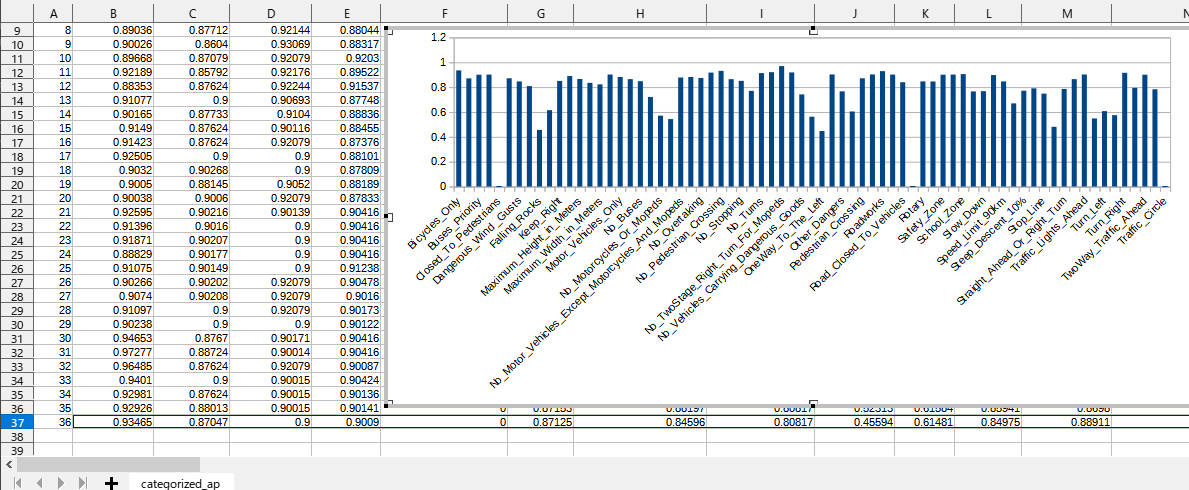 A B C D E F G H I J K L M N
9 8 0.89036 0.87712 0.92144 0.88044
10 9 0.90026 0.8604 0.93069 0.88317
11 10 0.89668 0.87079 0.92079 0.9203
12 11 0.92189 0.85792 0.92176 0.89522
13 12 0.88353 0.87624 0.92244 0.91537
14 13 0.91077 0.9 0.90693 0.87748
15 14 0.90165 0.87733 0.9104 0.88836
16 15 0.9149 0.87624 0.90116 0.88455
17 16 0.91423 0.87624 0.92079 0.87376
18 17 0.92505 0.9 0.9 0.88101
19 18 0.9032 0.90268 0.9 0.87809
20 19 0.9005 0.88145 0.9052 0.88189
21 20 0.90038 0.9006 0.92079 0.87833
22 21 0.92595 0.90216 0.90139 0.90416
23 22 0.91396 0.9016 0.9 0.90416
24 23 0.91871 0.90207 0.9 0.90416
25 24 0.88829 0.90177 0.9 0.90416
26 25 0.91075 0.90149 0.9 0.91238
27 26 0.90266 0.90202 0.92079 0.90478
28 27 0.9074 0.90208 0.92079 0.9016
29 28 0.91097 0.9 0.92079 0.90173
30 29 0.90238 0.9 0.9 0.90122
31 30 0.94653 0.8767 0.90171 0.90416
32 31 0.97277 0.88724 0.90014 0.90416
33 32 0.96485 0.87624 0.92079 0.90087
34 33 0.9401 0.9 0.90015 0.90424
35 34 0.92981 0.87624 0.90015 0.90136
36 35 0.92926 0.88013 0.90015 0.90141 0 0.87153 0.88197 0.80817 0.52313 0.61584 0.85941 0.8698
37 36 0.93465 0.87047 0.9 0.9009 0 0.87125 0.84596 0.80817 0.45594 0.61481 0.84975 0.88911
38
39
1.2
1
0.8
0.6
0.4
0.2
0
Bicycles_Only
Buses_Priority
Closed_To_Pedestrians
Dangerous_Wind_Gusts
Falling_Rocks
Keep_Right
Maximum_Height_in_Meters
Maximum_Width_in_Meters
Motor_Vehicles_Only
No_Buses
No_Motorcycles_Or_Mopeds
No_Motor_Vehicles_Except_Motorcycles_And_Mopeds
No_Overtaking
No_Pedestrian_Crossing
No_Stopping
No_Turns
No_TwoStage_Right_Turn_For_Mopeds
No_Vehicles_Carrying_Dangerous_Goods
OneWay_To_The_Left
Other_Dangers
Pedestrian_Crossing
Roadworks
Road_Closed_To_Vehicles
Rotary
Safety_Zone
School_Zone
Slow_Down
Speed_Limit_90km
Steep_Descent_10%
Stop_Line
Straight_Ahead_Or_Right_Turn
Traffic_Lights_Ahead
Turn_Left
Turn_Right
TwoWay_Traffic_Ahead
Traffic_Circle
categorized_ap